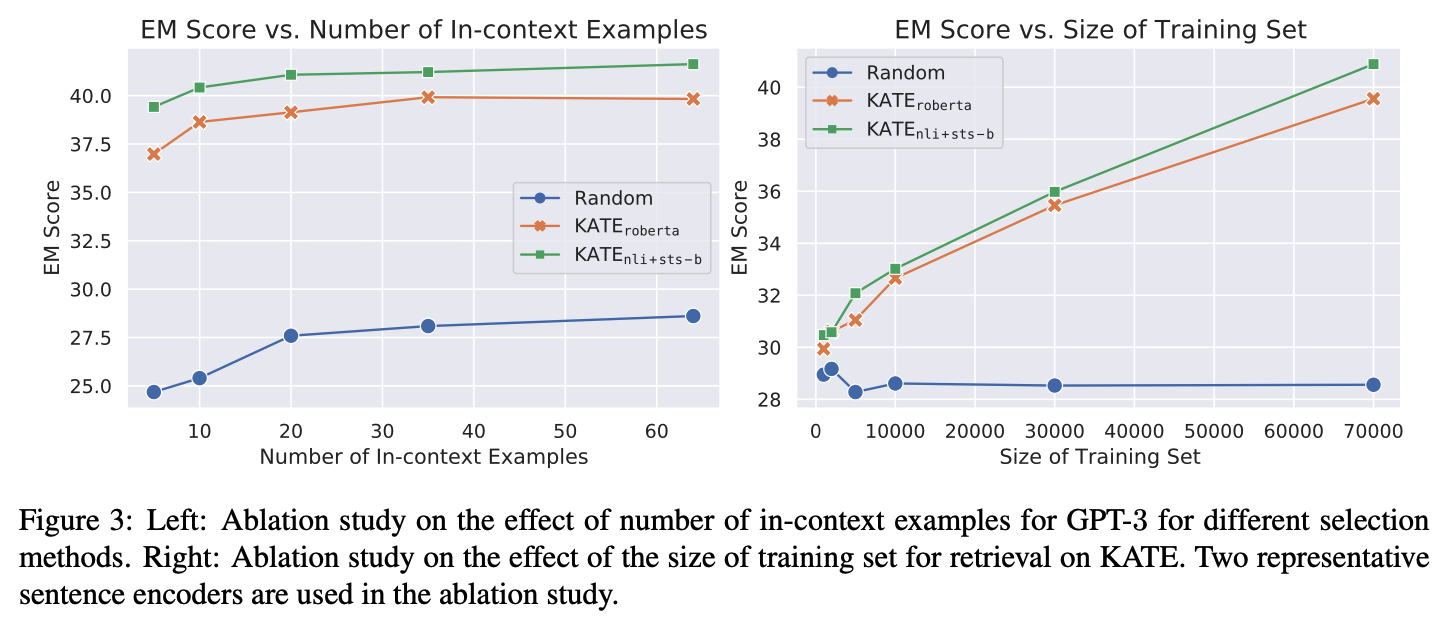 EM Score vs. Number of In-context Examples
40.0
37.5
35.0
32.5
30.0
27.5
25.0
EM Score
Random
KATEroberta
KATEnli+sts−b
10
20
30
40
50
60
Number of In-context Examples
EM Score vs. Size of Training Set
Random
KATEroberta
KATEnli+sts−b
40
38
36
34
32
30
28
EM Score
0
10000
20000
30000
40000
50000
60000
70000
Size of Training Set
Figure 3: Left: Ablation study on the effect of number of in-context examples for GPT-3 for different selection
methods. Right: Ablation study on the effect of the size of training set for retrieval on KATE. Two representative
sentence encoders are used in the ablation study.